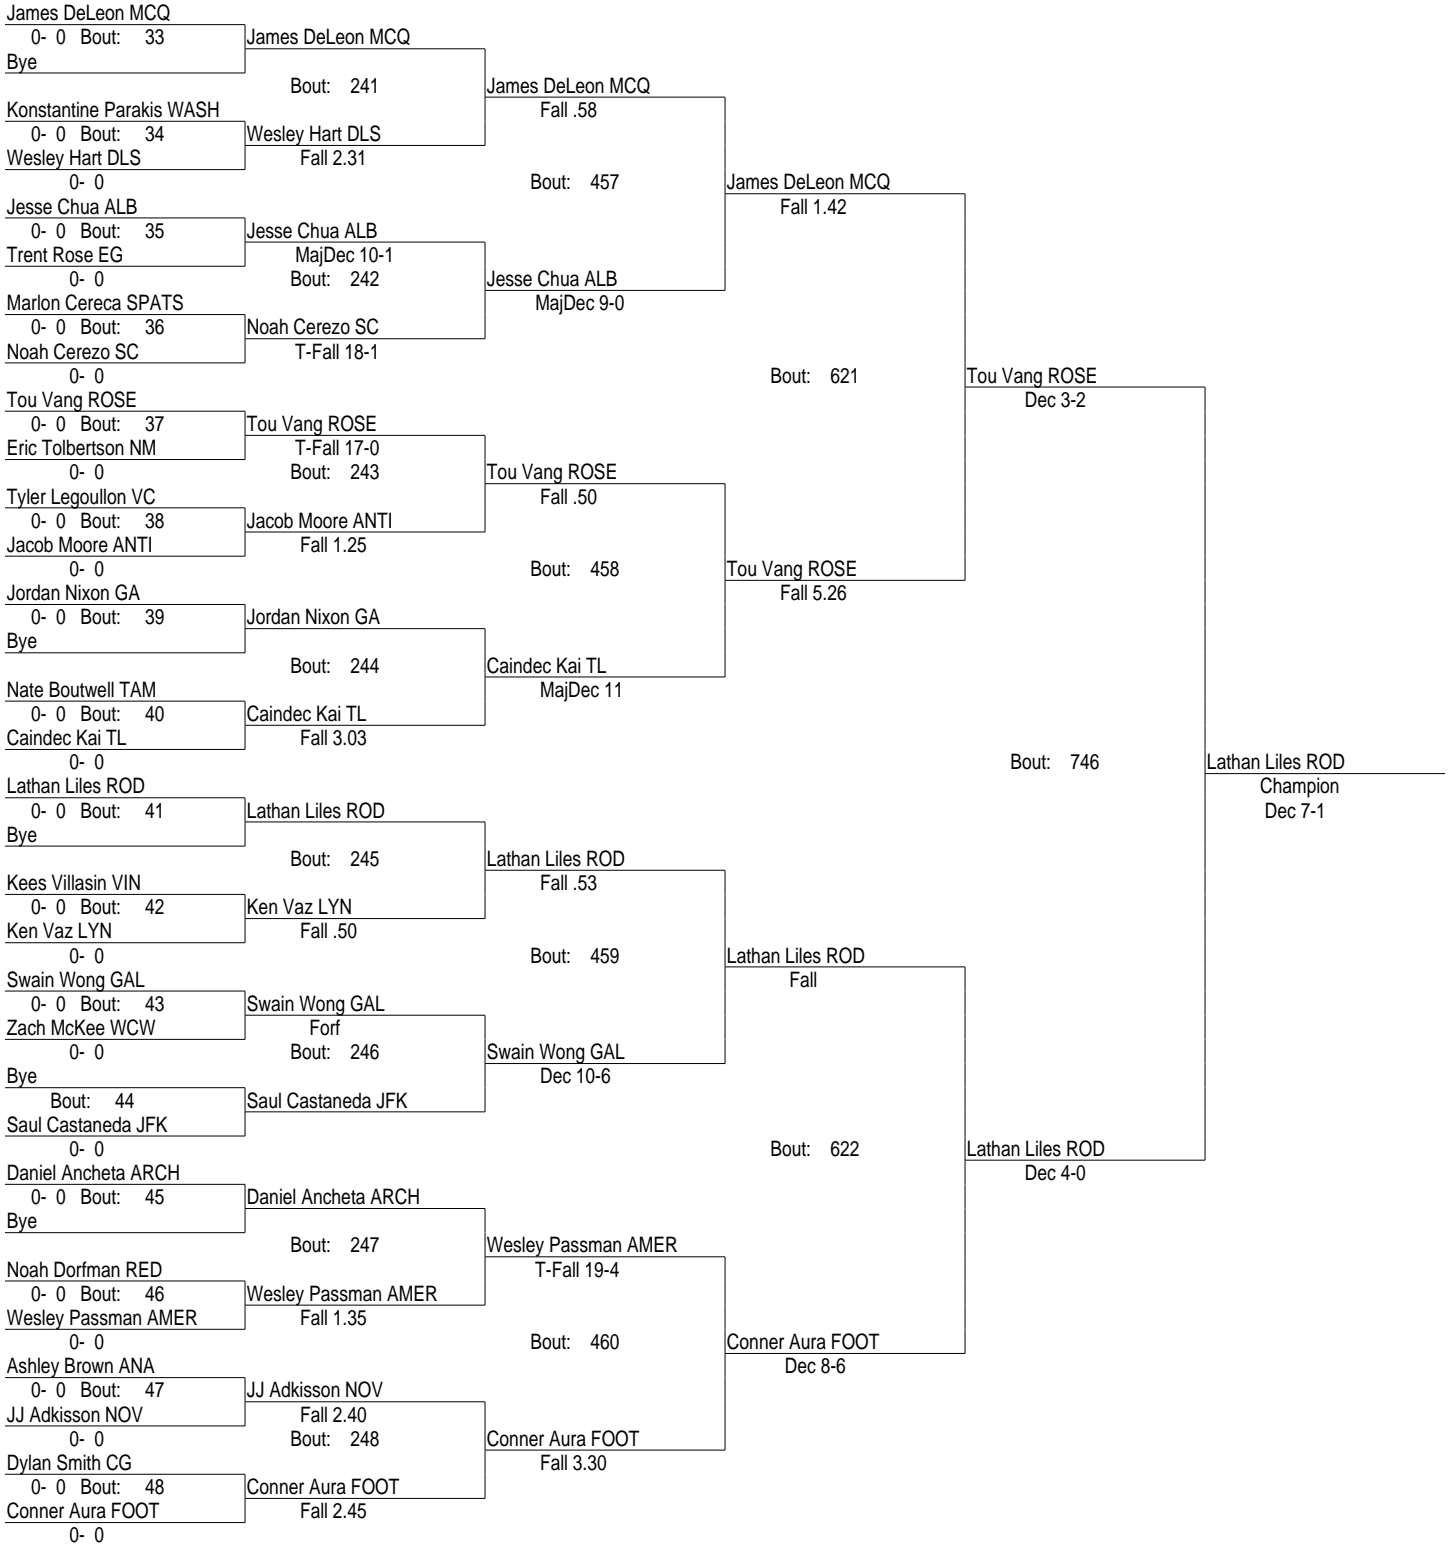 James DeLeon MCQ
0- 0 Bout: 33
James DeLeon MCQ
Bye
Bout: 241
James DeLeon MCQ
Konstantine Parakis WASH
Fall .58
0- 0 Bout: 34
Wesley Hart DLS
Wesley Hart DLS
Fall 2.31
0- 0
Bout: 457
James DeLeon MCQ
Jesse Chua ALB
Fall 1.42
0- 0 Bout: 35
Jesse Chua ALB
Trent Rose EG
MajDec 10-1
0- 0
Bout: 242
Jesse Chua ALB
Marlon Cereca SPATS
MajDec 9-0
0- 0 Bout: 36
Noah Cerezo SC
Noah Cerezo SC
T-Fall 18-1
0- 0
Bout: 621
Tou Vang ROSE
Tou Vang ROSE
Dec 3-2
0- 0 Bout: 37
Tou Vang ROSE
Eric Tolbertson NM
T-Fall 17-0
0- 0
Bout: 243
Tou Vang ROSE
Tyler Legoullon VC
Fall .50
0- 0 Bout: 38
Jacob Moore ANTI
Jacob Moore ANTI
Fall 1.25
0- 0
Bout: 458
Tou Vang ROSE
Jordan Nixon GA
Fall 5.26
0- 0 Bout: 39
Jordan Nixon GA
Bye
Bout: 244
Caindec Kai TL
Nate Boutwell TAM
MajDec 11
0- 0 Bout: 40
Caindec Kai TL
Caindec Kai TL
Fall 3.03
0- 0
Bout: 746
Lathan Liles ROD
Lathan Liles ROD
Champion
0- 0 Bout: 41
Lathan Liles ROD
Dec 7-1
Bye
Bout: 245
Lathan Liles ROD
Kees Villasin VIN
Fall .53
0- 0 Bout: 42
Ken Vaz LYN
Ken Vaz LYN
Fall .50
0- 0
Bout: 459
Lathan Liles ROD
Swain Wong GAL
Fall
0- 0 Bout: 43
Swain Wong GAL
Zach McKee WCW
Forf
0- 0
Bout: 246
Swain Wong GAL
Bye
Dec 10-6
Bout: 44
Saul Castaneda JFK
Saul Castaneda JFK
0- 0
Bout: 622
Lathan Liles ROD
Daniel Ancheta ARCH
Dec 4-0
0- 0 Bout: 45
Daniel Ancheta ARCH
Bye
Bout: 247
Wesley Passman AMER
Noah Dorfman RED
T-Fall 19-4
0- 0 Bout: 46
Wesley Passman AMER
Wesley Passman AMER
Fall 1.35
0- 0
Bout: 460
Conner Aura FOOT
Ashley Brown ANA
Dec 8-6
0- 0 Bout: 47
JJ Adkisson NOV
JJ Adkisson NOV
Fall 2.40
0- 0
Bout: 248
Conner Aura FOOT
Dylan Smith CG
Fall 3.30
0- 0 Bout: 48
Conner Aura FOOT
Conner Aura FOOT
Fall 2.45
0- 0